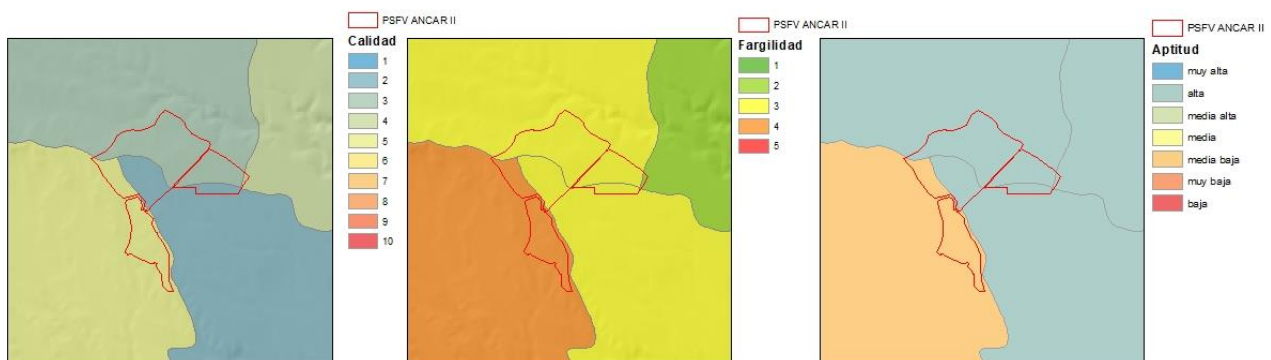 PSFV ANCAR II
Calidad
1
2
3
4
5
6
7
8
9
10
PSFV ANCAR II
Fargilidad
1
2
3
4
5
PSFV ANCAR II
Aptitud
muy alta
alta
media alta
media
media baja
muy baja
baja